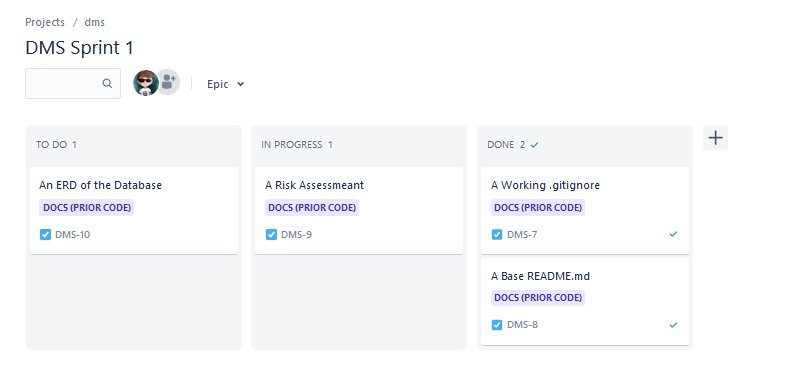 Projects / dms
DMS Sprint 1
Epic
TO DO 1
An ERD of the Database
DOCS (PRIOR CODE)
DMS-10
IN PROGRESS 1
A Risk Assessmeant
DOCS (PRIOR CODE)
DMS-9
DONE 2
A Working .gitignore
DOCS (PRIOR CODE)
DMS-7
A Base README.md
DOCS (PRIOR CODE)
DMS-8